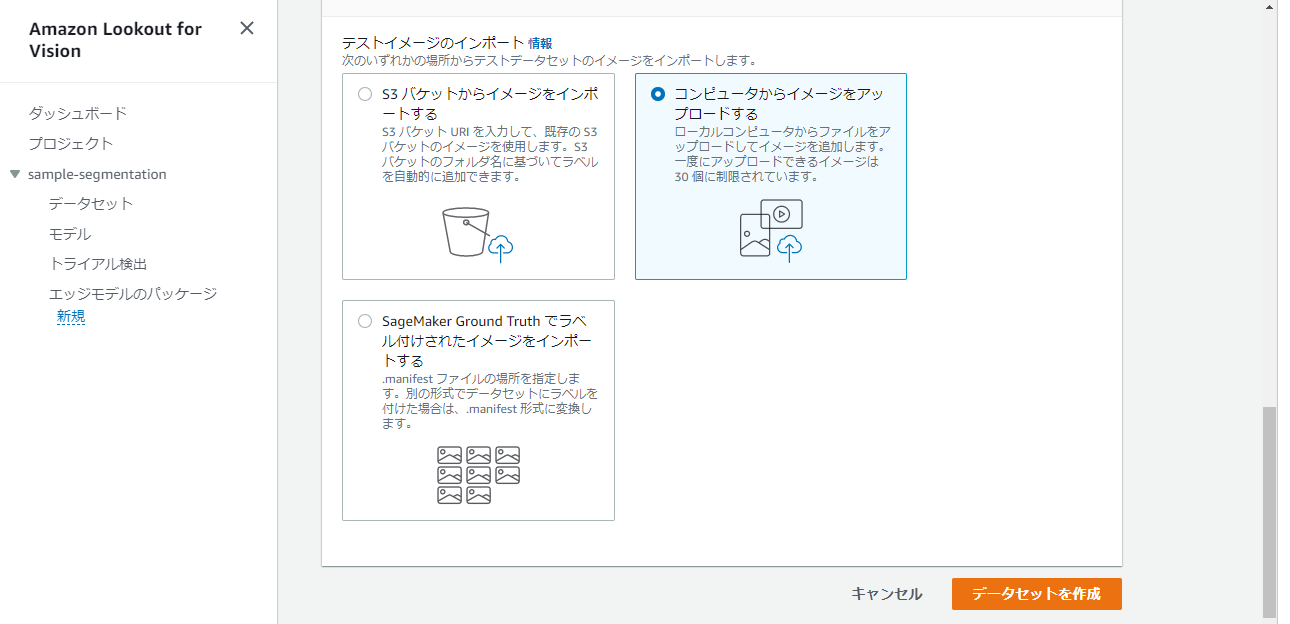 Amazon Lookout for
Vision
ダッシュボード
プロジェクト
sample-segmentation
データセット
モデル
トライアル検出
エッジモデルのパッケージ
新規
テストイメージのインポート 情報
次のいずれかの場所からテストデータセットのイメージをインポートします。
S3 バケットからイメージをインポ
ートする
S3 バケット URI を入力して、既存の S3
バケットのイメージを使用します。S3
バケットのフォルダ名に基づいてラベル
を自動的に追加できます。
コンピュータからイメージをアッ
プロードする
ローカルコンピュータからファイルをア
ップロードしてイメージを追加します。
一度にアップロードできるイメージは
30 個に制限されています。
SageMaker Ground Truth でラベ
ル付けされたイメージをインポー
トする
.manifest ファイルの場所を指定しま
す。別の形式でデータセットにラベルを
付けた場合は、.manifest 形式に変換し
ます。
キャンセル
データセットを作成